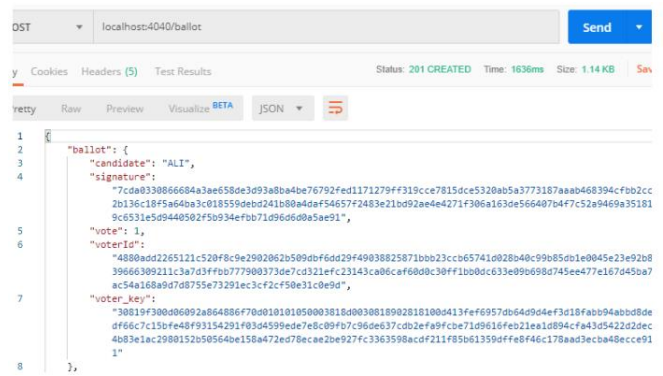 OST localhost:4040/ballot Send
y Cookies Headers (5) Test Results Status: 201 CREATED Time: 1636ms Size: 1.14 KB Sav
retty Raw Preview Visualize BETA JSON
1 {
2 "ballot": {
3 "candidate": "ALI",
4 "signature":
"7cda0330866684a3ae658de3d93a8ba4be76792fed1171279ff319cce7815dce5320ab5a3773187aaab468394cfbb2cc
2b136c18f5a64ba3c018559debd241b80a4daf54657f2483e21bd92ae4e4271f306a163de566407b4f7c52a9469a35181
9c6531e5d9440502f5b934efbb71d96d6d0a5ae91",
5 "vote": 1,
6 "voterId":
"4880add2265121c520f8c9e2902062b509dbf6dd29f49038825871bbb23ccb65741d028b40c99b85db1e0045e23e92b8
39666309211c3a7d3ffbb777900373de7cd321efc23143ca06caf60d0c30ff1bb0dc633e09b698d745ee477e167d45ba7
ac54a168a9d7d8755e73291ec3cf2cf50e31c0e9d",
7 "voter_key":
"30819f300d06092a864886f70d010101050003818d0030818902818100d413fef6957db64d9d4ef3d18fabb94abbd8de
df66c7c15bfe48f93154291f03d4599ede7e8c09fb7c96de637cdb2efa9fcbe71d9616feb21ea1d894cfa43d5422d2dec
4b83e1ac2980152b50564be158a472ed78ecae2be927fc3363598acdf211f85b61359dffe8f46c178aad3ecba48ecce91
1"
8 },